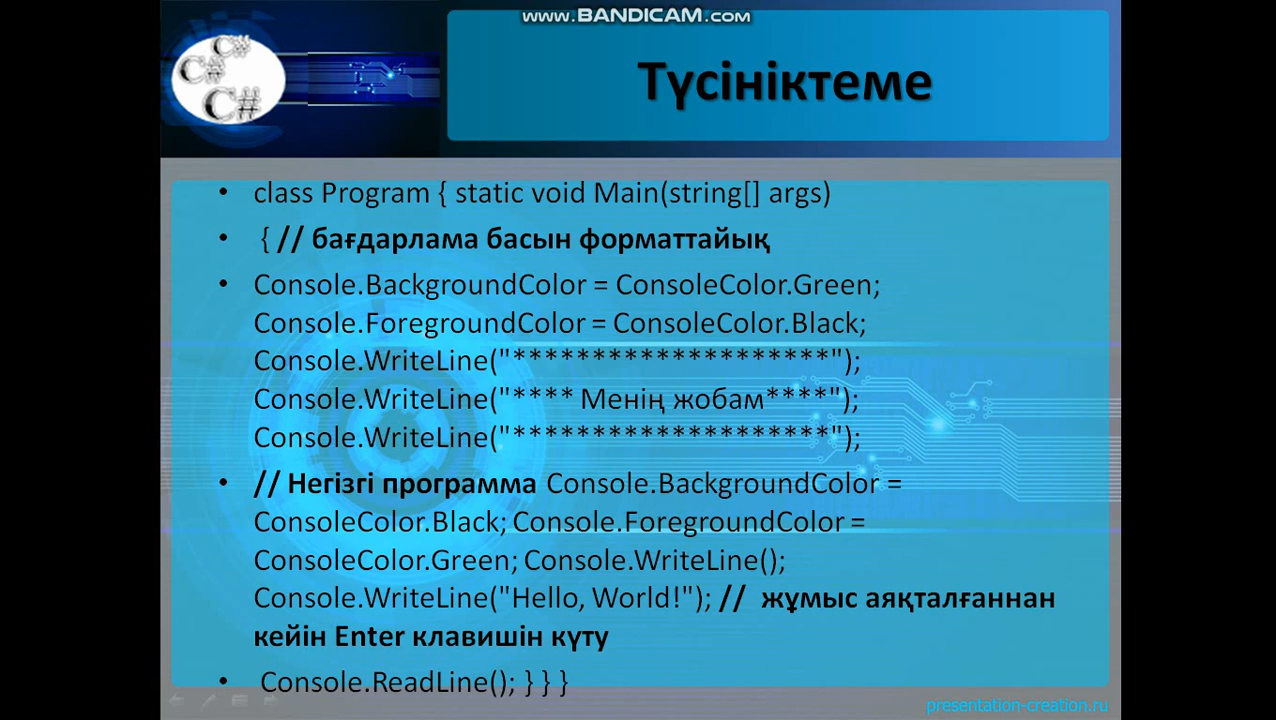 www.BANDICAM.com
C#
C#
C#
Түсініктеме
• class Program { static void Main(string[] args)
• { // бағдарлама басын форматтайық
• Console.BackgroundColor = ConsoleColor.Green;
Console.ForegroundColor = ConsoleColor.Black;
Console.WriteLine("********************");
Console.WriteLine("**** Менің жобам****");
Console.WriteLine("********************");
• // Негізгі программа Console.BackgroundColor =
ConsoleColor.Black; Console.ForegroundColor =
ConsoleColor.Green; Console.WriteLine();
Console.WriteLine("Hello, World!"); // жұмыс аяқталғаннан
кейін Enter клавишін күту
• Console.ReadLine(); } } }
presentation-creation.ru